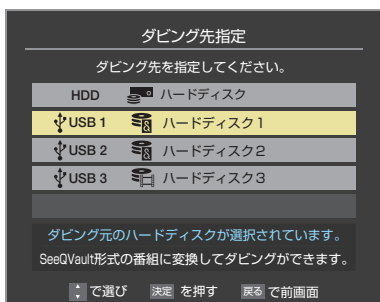 ダビング先指定
ダビング先を指定してください。
HDD ハードディスク
USB 1 ハードディスク1
USB 2 ハードディスク2
USB 3 ハードディスク3
ダビング元のハードディスクが選択されています。
SeeQVault形式の番組に変換してダビングができます。
で選び 決定 を押す 戻る で前画面